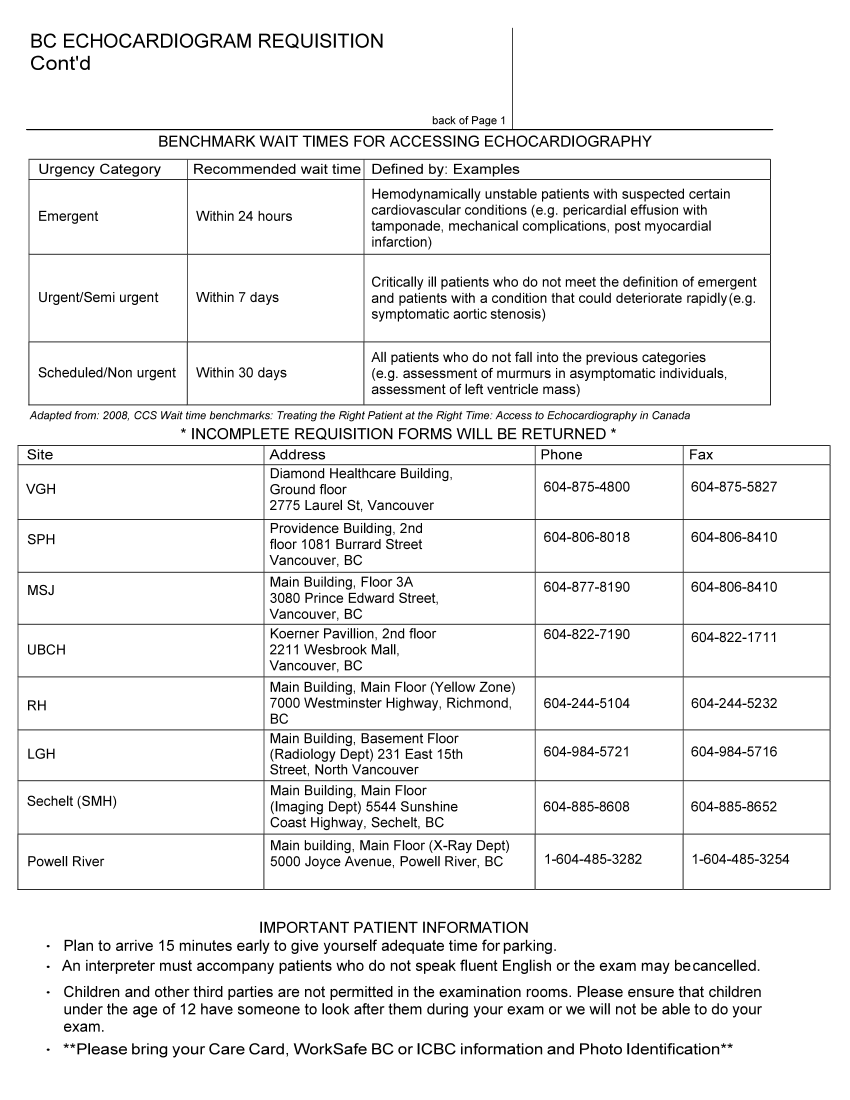 BC ECHOCARDIOGRAM REQUISITION
Cont'd
back of Page 1
BENCHMARK WAIT TIMES FOR ACCESSING ECHOCARDIOGRAPHY
Urgency Category Recommended wait time Defined by: Examples
Emergent Within 24 hours
Hemodynamically unstable patients with suspected certain
cardiovascular conditions (e.g. pericardial effusion with
tamponade, mechanical complications, post myocardial
infarction)
Urgent/Semi urgent Within 7 days
Critically ill patients who do not meet the definition of emergent
and patients with a condition that could deteriorate rapidly (e.g.
symptomatic aortic stenosis)
Scheduled/Non urgent Within 30 days
All patients who do not fall into the previous categories
(e.g. assessment of murmurs in asymptomatic individuals,
assessment of left ventricle mass)
Adapted from: 2008, CCS Wait time benchmarks: Treating the Right Patient at the Right Time: Access to Echocardiography in Canada
* INCOMPLETE REQUISITION FORMS WILL BE RETURNED *
Site Address Phone Fax
VGH
Diamond Healthcare Building,
Ground floor
2775 Laurel St, Vancouver
604-875-4800 604-875-5827
SPH
Providence Building, 2nd
floor 1081 Burrard Street
Vancouver, BC
604-806-8018 604-806-8410
MSJ
Main Building, Floor 3A
3080 Prince Edward Street,
Vancouver, BC
604-877-8190 604-806-8410
UBCH
Koerner Pavillion, 2nd floor
2211 Wesbrook Mall,
Vancouver, BC
604-822-7190 604-822-1711
RH
Main Building, Main Floor (Yellow Zone)
7000 Westminster Highway, Richmond,
BC
604-244-5104 604-244-5232
LGH
Main Building, Basement Floor
(Radiology Dept) 231 East 15th
Street, North Vancouver
604-984-5721 604-984-5716
Sechelt (SMH)
Main Building, Main Floor
(Imaging Dept) 5544 Sunshine
Coast Highway, Sechelt, BC
604-885-8608 604-885-8652
Powell River
Main building, Main Floor (X-Ray Dept)
5000 Joyce Avenue, Powell River, BC
1-604-485-3282 1-604-485-3254
IMPORTANT PATIENT INFORMATION
· Plan to arrive 15 minutes early to give yourself adequate time for parking.
· An interpreter must accompany patients who do not speak fluent English or the exam may be cancelled.
· Children and other third parties are not permitted in the examination rooms. Please ensure that children
under the age of 12 have someone to look after them during your exam or we will not be able to do your
exam.
· **Please bring your Care Card, WorkSafe BC or ICBC information and Photo Identification**